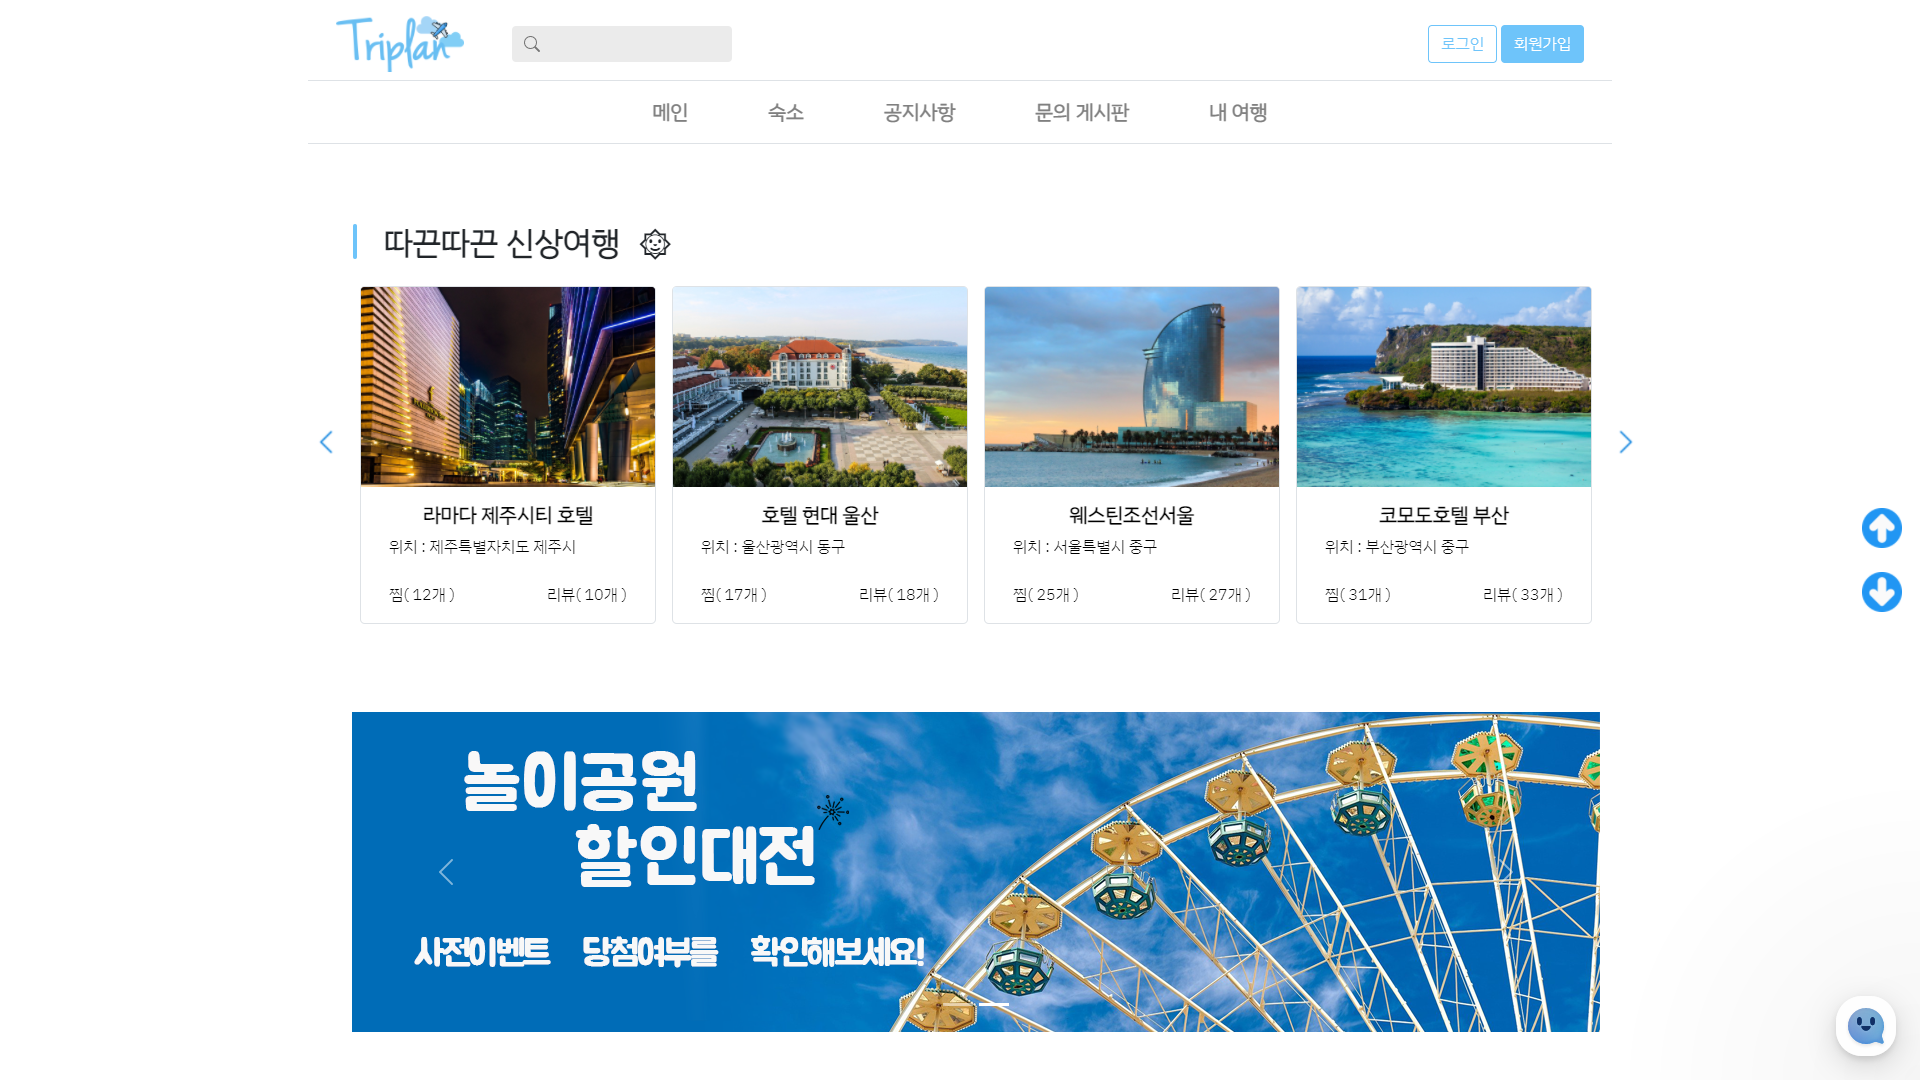 Triplan
로그인 회원가입
메인 숙소 공지사항 문의 게시판 내 여행
따끈따끈 신상여행
W
라마다 제주시티 호텔
위치 : 제주특별자치도 제주시
찜( 12개 ) 리뷰( 10개 )
호텔 현대 울산
위치 : 울산광역시 동구
찜( 17개 ) 리뷰( 18개 )
웨스틴조선서울
위치 : 서울특별시 중구
찜( 25개 ) 리뷰( 27개 )
코모도호텔 부산
위치 : 부산광역시 중구
찜( 31개 ) 리뷰( 33개 )
놀이공원
할인대전
사전이벤트 당첨여부를 확인해보세요!